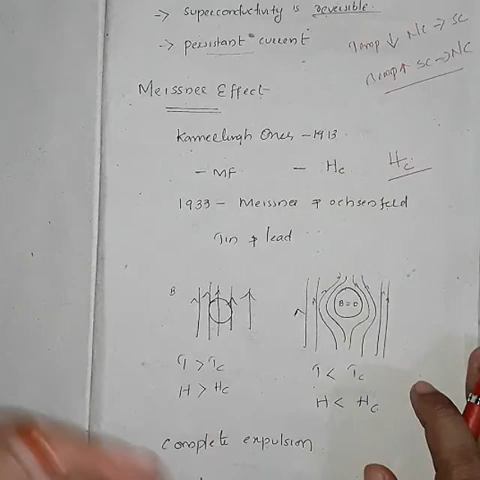 -> superconductivity is reversible.
-> persistant current
Temp ↓ NC => SC
Temp ↑ SC -> NC
Meissner Effect
Kamerlingh Ones - 1913
- MF - Hc Hc
1933 - Meissner & ochsenfeld
Tin & lead
B B=0
T > Tc T < Tc
H > Hc H < Hc
Complete expulsion